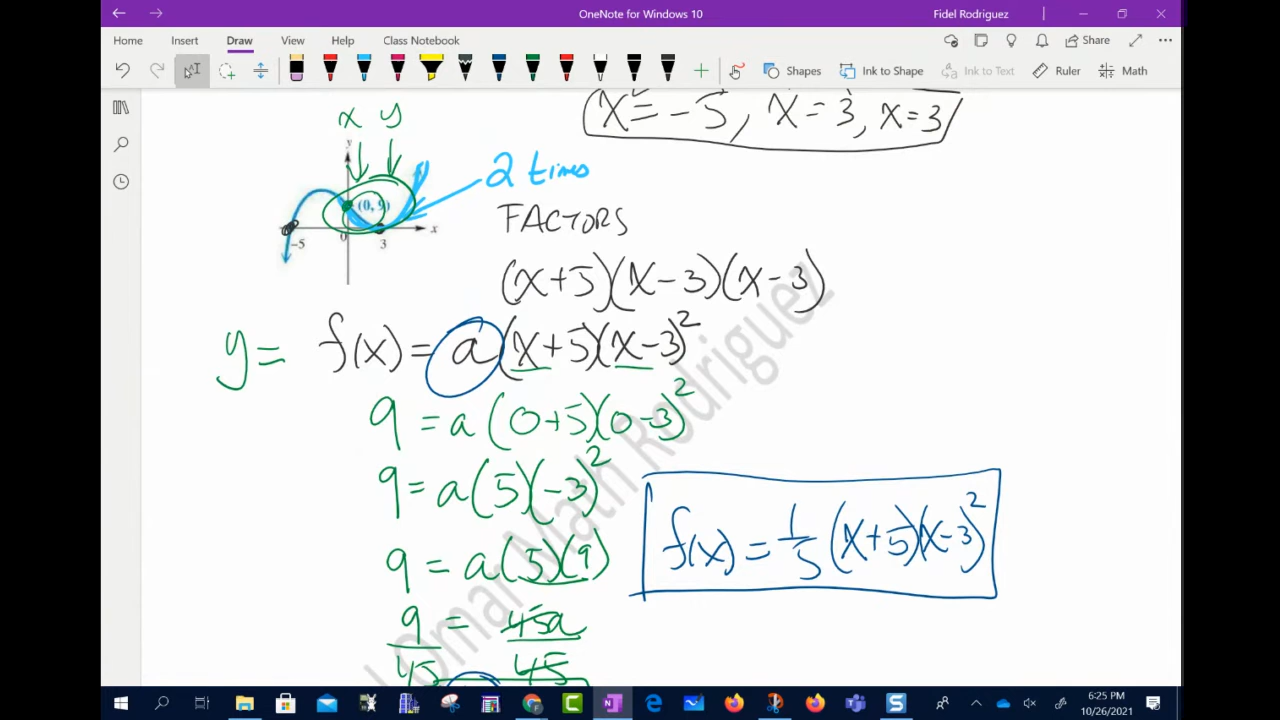 OneNote for Windows 10
Fidel Rodriguez
Home Insert Draw View Help Class Notebook
Share
Shapes Ink to Shape Ink to Text Ruler Math
x = -5, x = 3, x = 3
x y
y
2 times
(0, 9)
x
-5 0 3
FACTORS
(x+5)(x-3)(x-3)
y = f(x) = a(x+5)(x-3)²
9 = a(0+5)(0-3)²
9 = a(5)(-3)²
9 = a(5)(9)
f(x) = 1/5 (x+5)(x-3)²
9/45 = 45a/45
Lomar Math Rodriguez
6:25 PM
10/26/2021